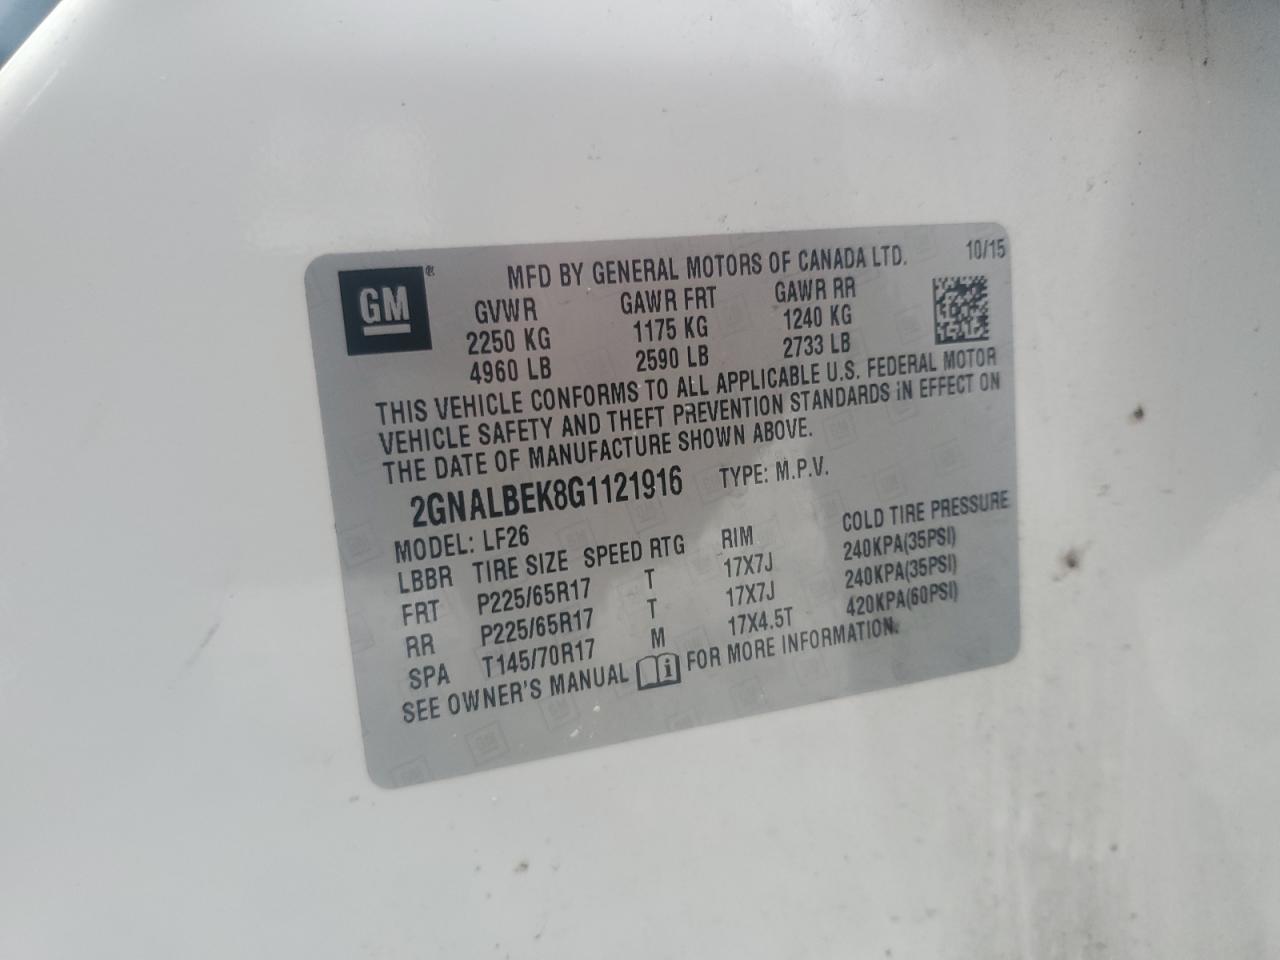 GM ®
MFD BY GENERAL MOTORS OF CANADA LTD. 10/15
GVWR GAWR FRT GAWR RR
2250 KG 1175 KG 1240 KG
4960 LB 2590 LB 2733 LB
THIS VEHICLE CONFORMS TO ALL APPLICABLE U.S. FEDERAL MOTOR
VEHICLE SAFETY AND THEFT PREVENTION STANDARDS IN EFFECT ON
THE DATE OF MANUFACTURE SHOWN ABOVE.
2GNALBEK8G1121916 TYPE: M.P.V.
MODEL: LF26
LBBR TIRE SIZE SPEED RTG RIM COLD TIRE PRESSURE
FRT P225/65R17 T 17X7J 240KPA(35PSI)
RR P225/65R17 T 17X7J 240KPA(35PSI)
SPA T145/70R17 M 17X4.5T 420KPA(60PSI)
SEE OWNER'S MANUAL i FOR MORE INFORMATION.